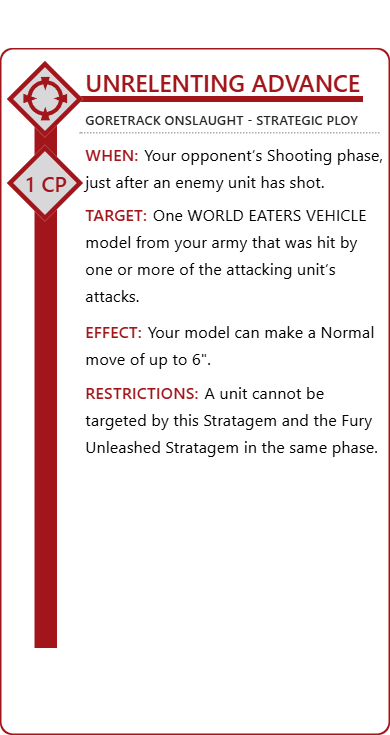 UNRELENTING ADVANCE
GORETRACK ONSLAUGHT - STRATEGIC PLOY
1 CP
WHEN: Your opponent’s Shooting phase,
just after an enemy unit has shot.
TARGET: One WORLD EATERS VEHICLE
model from your army that was hit by
one or more of the attacking unit’s
attacks.
EFFECT: Your model can make a Normal
move of up to 6".
RESTRICTIONS: A unit cannot be
targeted by this Stratagem and the Fury
Unleashed Stratagem in the same phase.